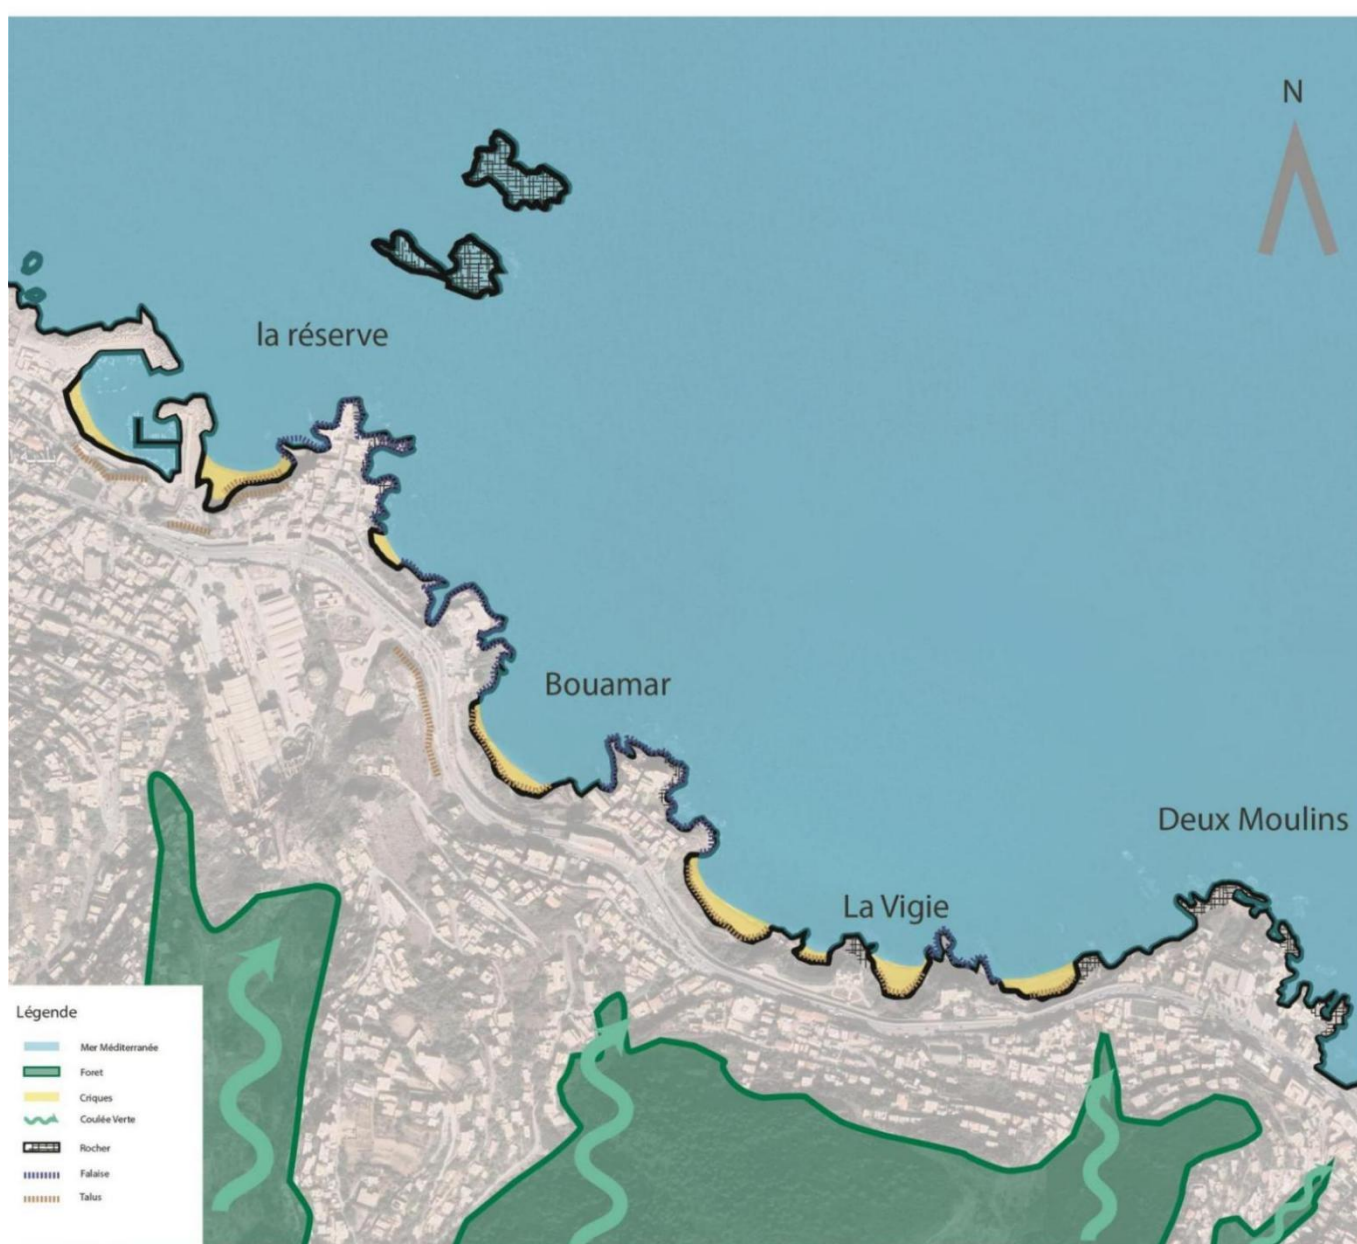 N
la réserve
Bouamar
Deux Moulins
La Vigie
Légende
Mer Méditerranée
Foret
Criques
Coulée Verte
Rocher
Falaise
Talus